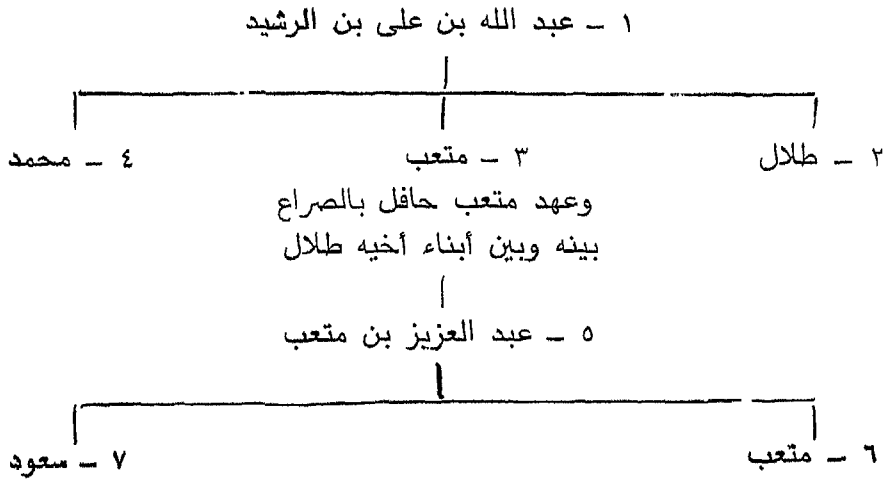 ١ – عبد الله بن على بن الرشيد
٢ – طلال
٣ – متعب
٤ – محمد
وعهد متعب حافل بالصراع
بينه وبين أبناء أخيه طلال
٥ – عبد العزيز بن متعب
٦ – متعب
٧ – سعود